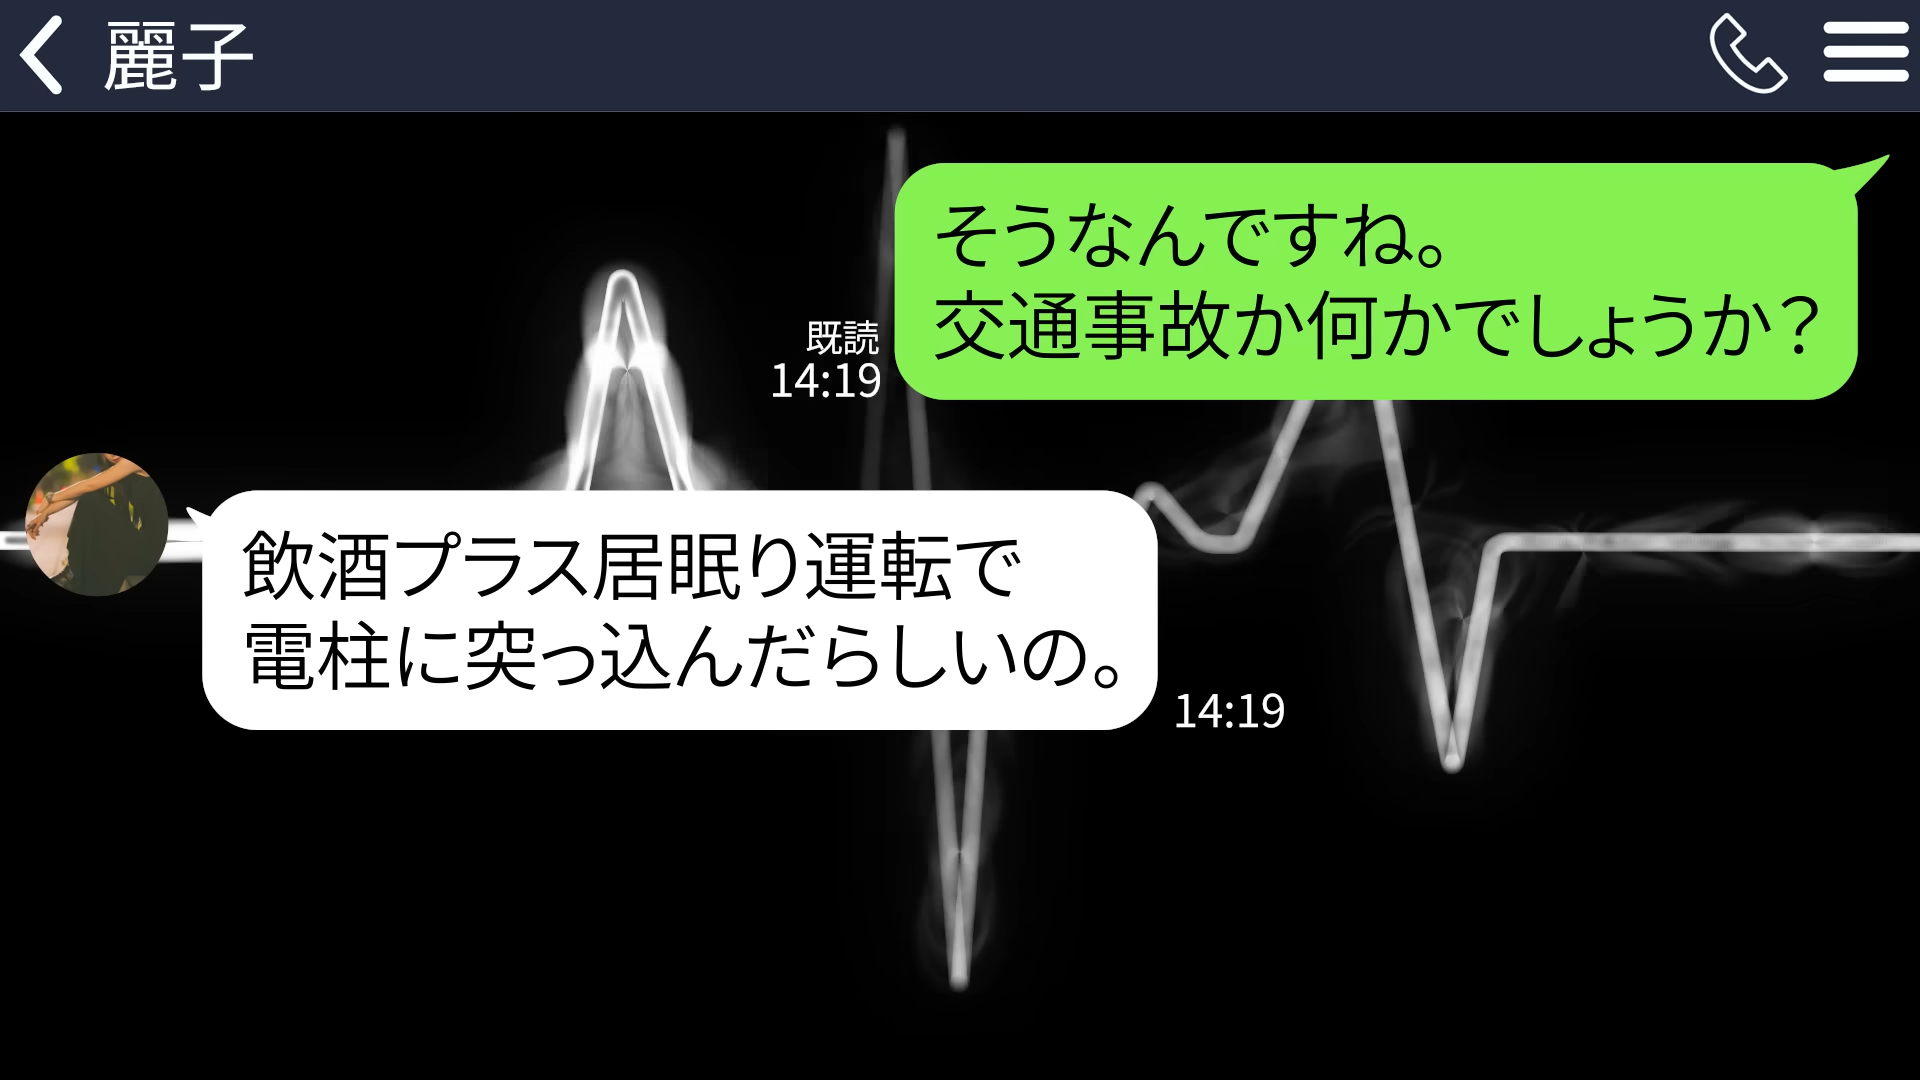 麗子
そうなんですね。
交通事故か何かでしょうか？
既読
14:19
飲酒プラス居眠り運転で
電柱に突っ込んだらしいの。
14:19